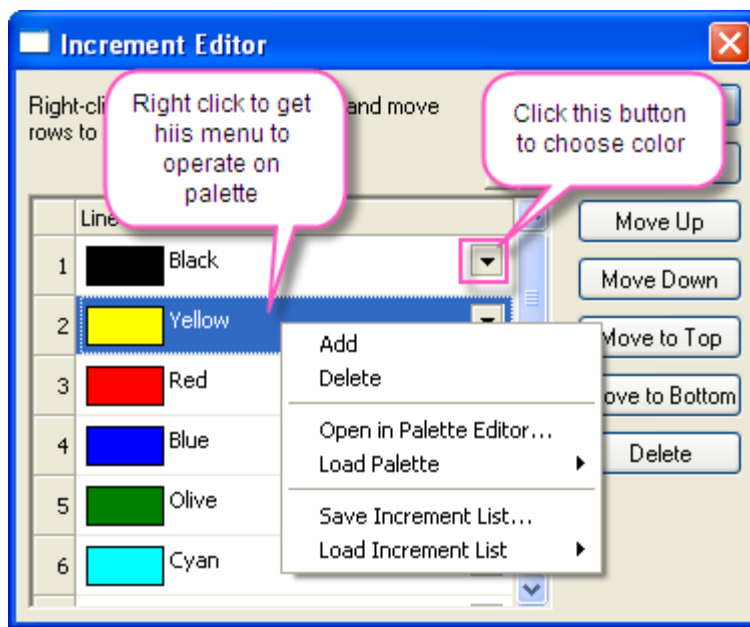 Increment Editor
Right-cli
and move
rows to
Right click to get
hiis menu to
operate on
palette
Click this button
to choose color
Line
1 Black
2 Yellow
3 Red
4 Blue
5 Olive
6 Cyan
Add
Delete
Open in Palette Editor...
Load Palette
Save Increment List...
Load Increment List
Move Up
Move Down
Move to Top
ove to Bottom
Delete